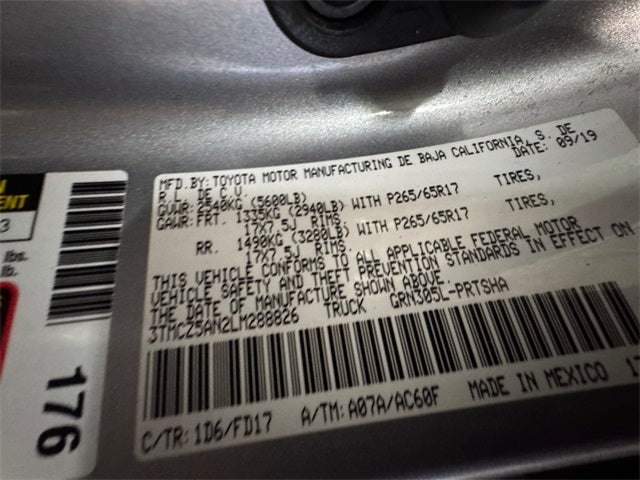 MFD.BY: TOYOTA MOTOR MANUFACTURING DE BAJA CALIFORNIA, S. DE
R.L. DE C.V. DATE: 09/19
GVWR: 2540KG (5600LB)
GAWR: FRT. 1335KG (2940LB) WITH P265/65R17 TIRES,
17X7.5J RIMS.
RR. 1490KG (3280LB) WITH P265/65R17 TIRES,
17X7.5J RIMS.
THIS VEHICLE CONFORMS TO ALL APPLICABLE FEDERAL MOTOR
VEHICLE SAFETY AND THEFT PREVENTION STANDARDS IN EFFECT ON
THE DATE OF MANUFACTURE SHOWN ABOVE.
3TMCZ5AN2LM288826 TRUCK GRN305L-PRTSHA
C/TR: 1D6/FD17 A/TM: A07A/AC60F MADE IN MEXICO
3
lbs.
lb.
176